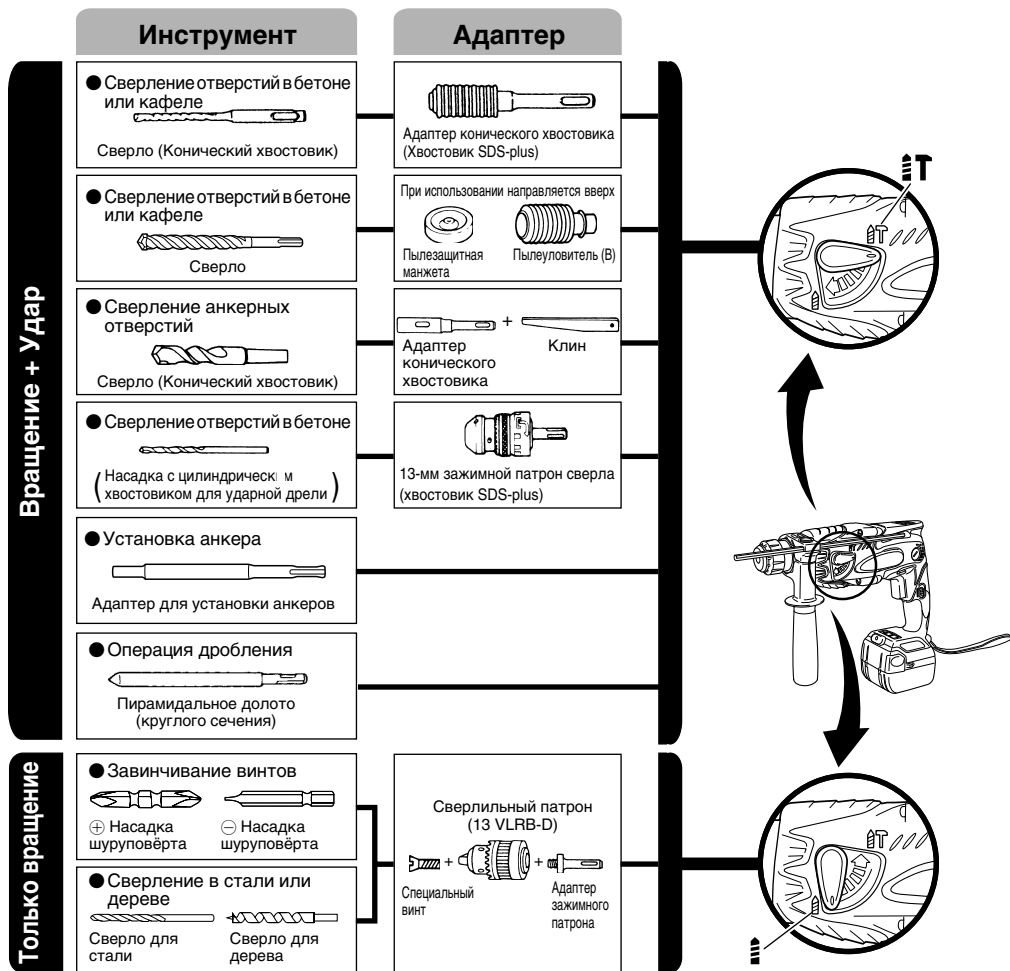 Инструмент
Адаптер
Вращение + Удар
● Сверление отверстий в бетоне
или кафеле
Сверло (Конический хвостовик)
Адаптер конического хвостовика
(Хвостовик SDS-plus)
● Сверление отверстий в бетоне
или кафеле
Сверло
При использовании направляется вверх
Пылезащитная
манжета
Пылеуловитель (В)
● Сверление анкерных
отверстий
Сверло (Конический хвостовик)
+
Адаптер
конического
хвостовика
Клин
● Сверление отверстий в бетоне
(Насадка с цилиндрическим
хвостовиком для ударной дрели)
13-мм зажимной патрон сверла
(хвостовик SDS-plus)
● Установка анкера
Адаптер для установки анкеров
● Операция дробления
Пирамидальное долото
(круглого сечения)
Только вращение
● Завинчивание винтов
⊕ Насадка
шуруповёрта
⊖ Насадка
шуруповёрта
● Сверление в стали или
дереве
Сверло для
стали
Сверло для
дерева
Сверлильный патрон
(13 VLRB-D)
+ +
Специальный
винт
Адаптер
зажимного
патрона